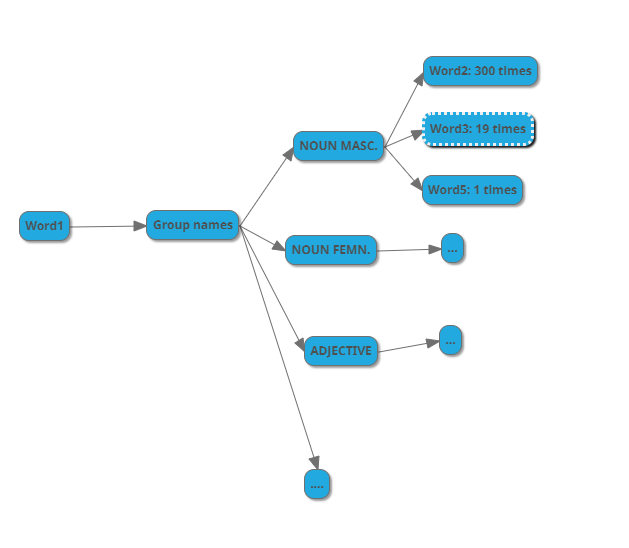 Word2: 300 times
Word3: 19 times
NOUN MASC.
Word5: 1 times
Word1
Group names
NOUN FEMN.
...
ADJECTIVE
...
....